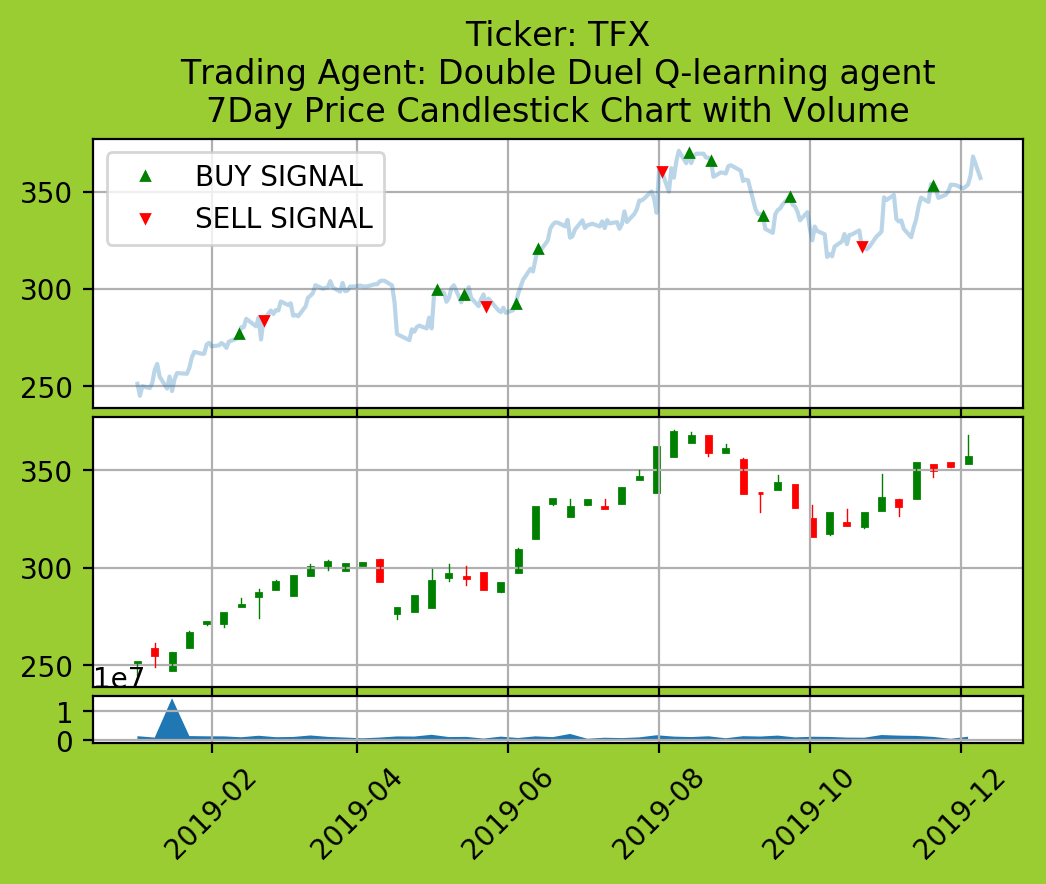 Ticker: TFX
Trading Agent: Double Duel Q-learning agent
7Day Price Candlestick Chart with Volume
BUY SIGNAL
SELL SIGNAL
350
300
250
350
300
250
1e7
1
0
2019-02
2019-04
2019-06
2019-08
2019-10
2019-12